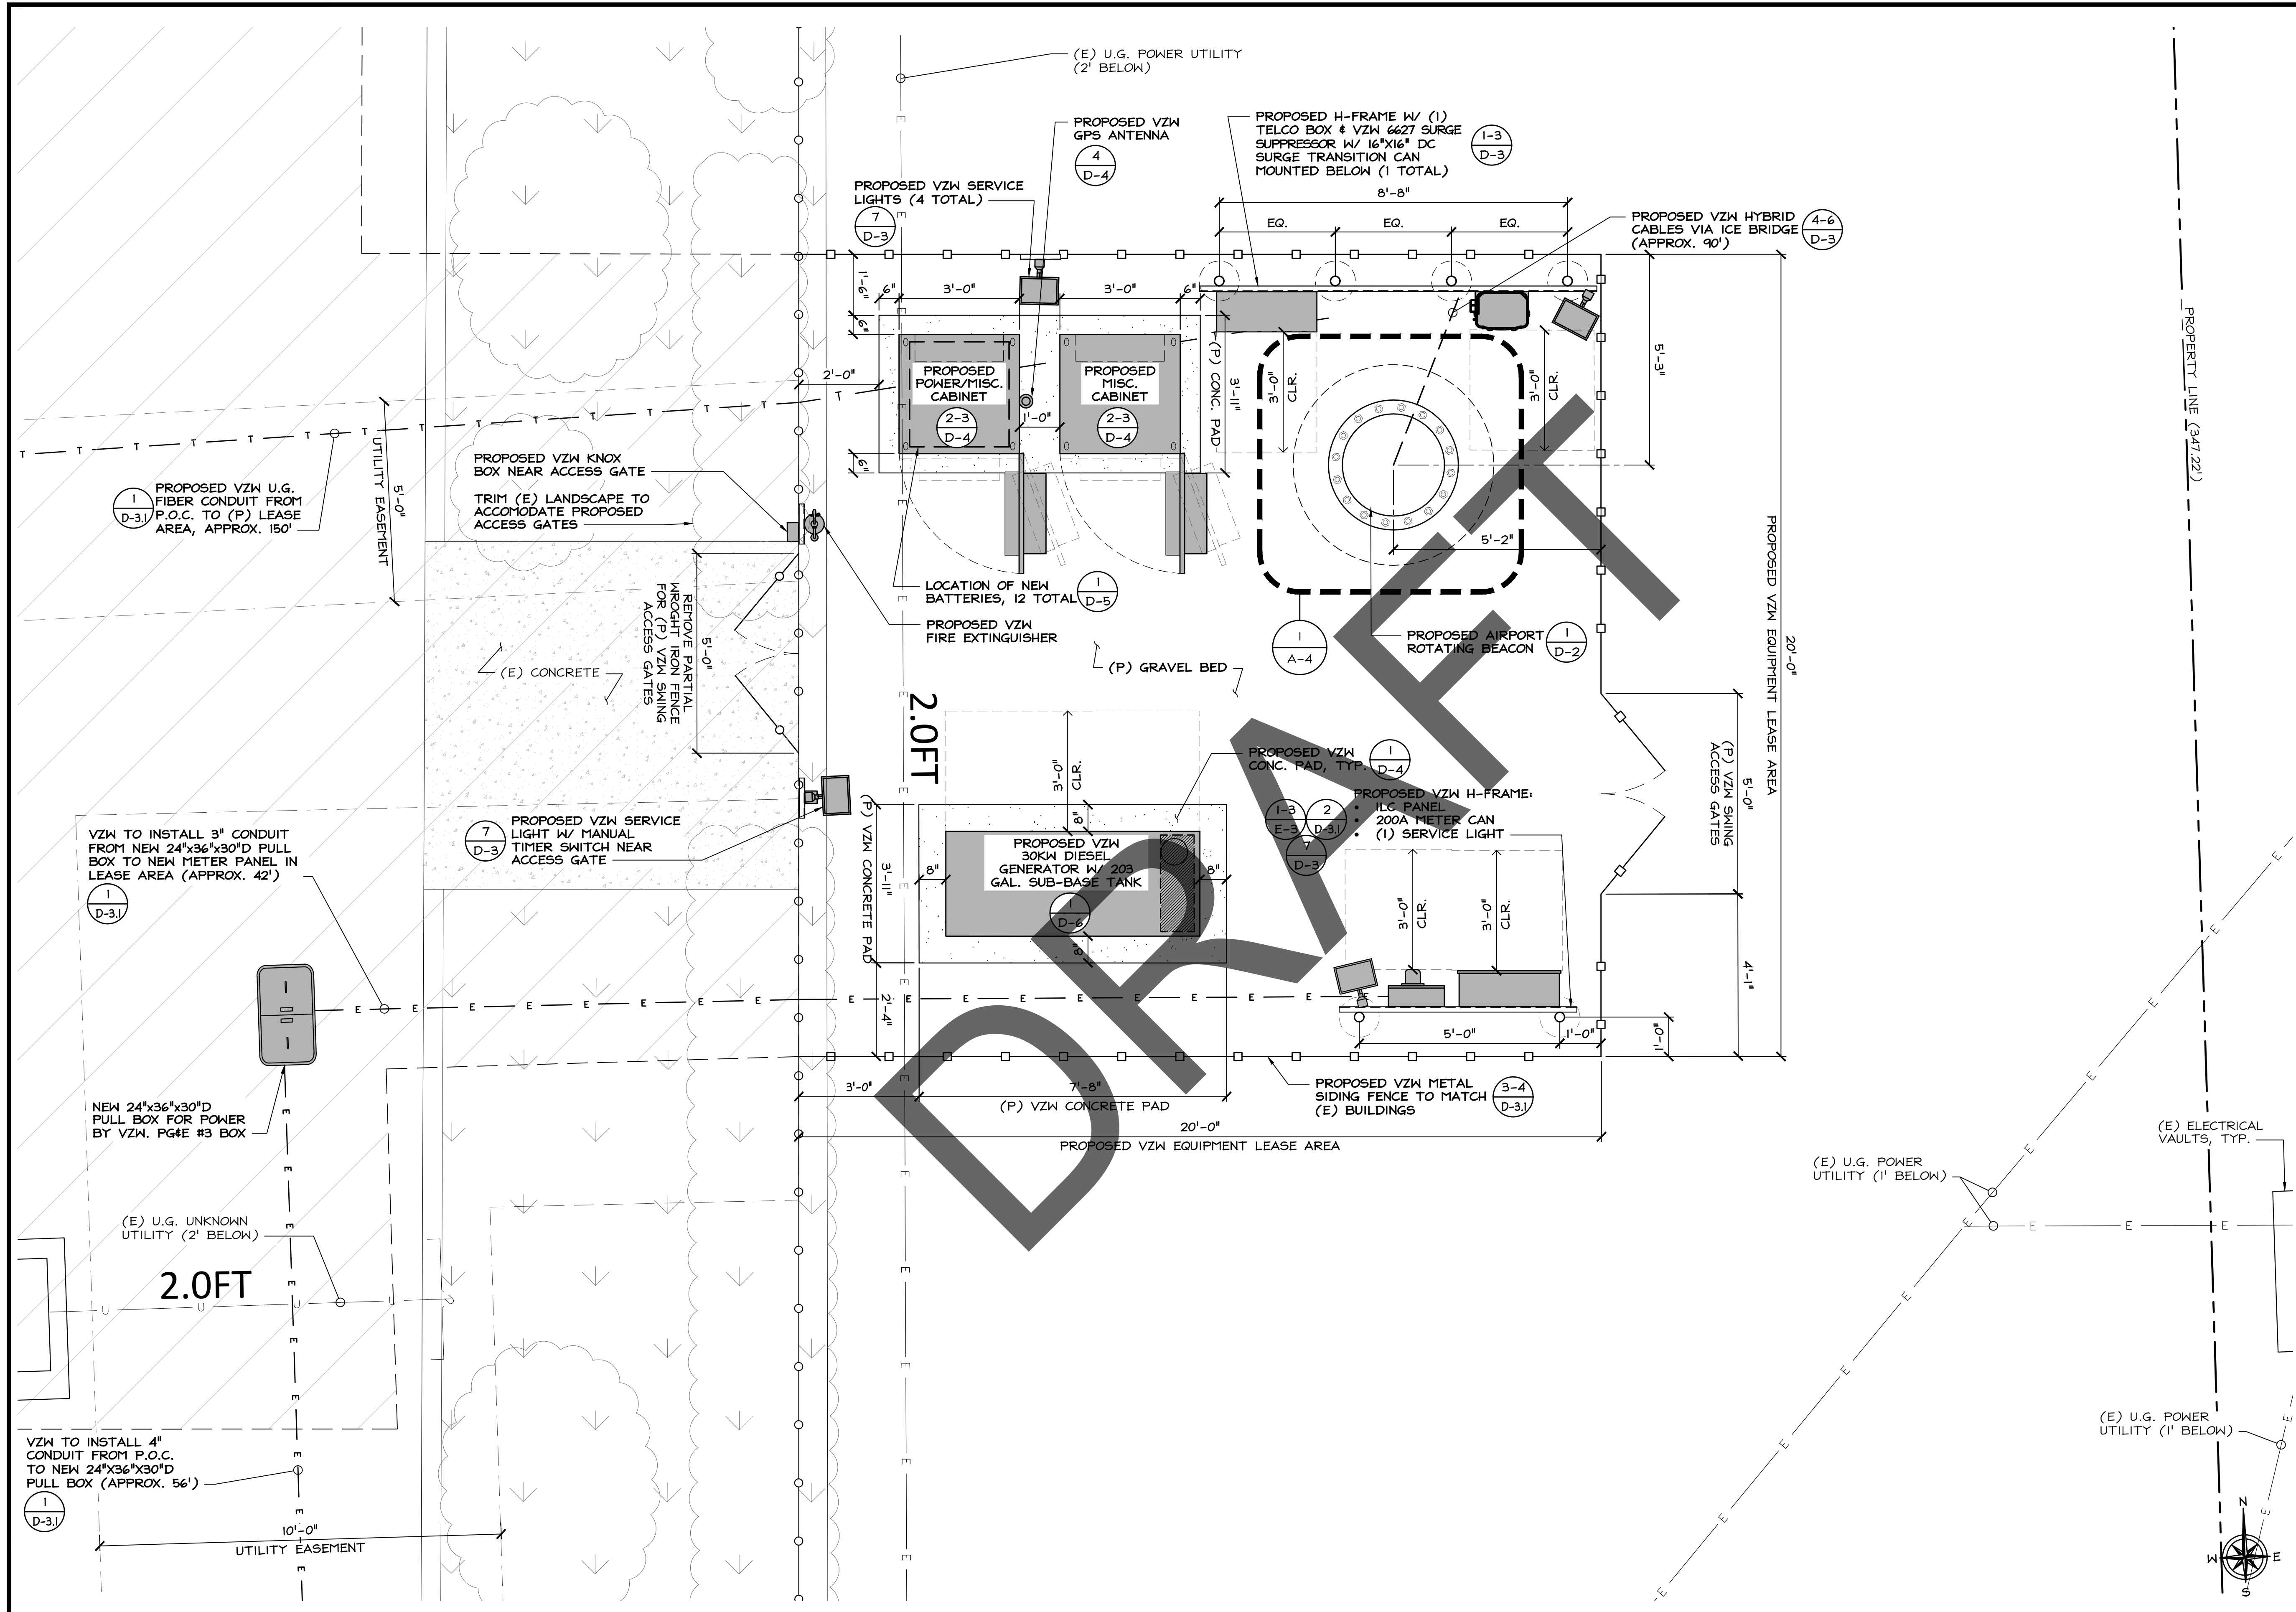 (E) U.G. POWER UTILITY
(2' BELOW)
PROPOSED VZW
GPS ANTENNA
4
D-4
PROPOSED H-FRAME W/ (1)
TELCO BOX & VZW 6627 SURGE
SUPPRESSOR W/ 16"X16" DC
SURGE TRANSITION CAN
MOUNTED BELOW (1 TOTAL)
1-3
D-3
PROPOSED VZW SERVICE
LIGHTS (4 TOTAL)
7
D-3
8'-8"
EQ.
EQ.
EQ.
PROPOSED VZW HYBRID
CABLES VIA ICE BRIDGE
(APPROX. 90')
4-6
D-3
1'-6"
6"
3'-0"
3'-0"
6"
6"
2'-0"
PROPOSED
POWER/MISC.
CABINET
2-3
D-4
1'-0"
PROPOSED
MISC.
CABINET
2-3
D-4
6"
(P) CONC. PAD
3'-11"
3'-0"
CLR.
3'-0"
CLR.
5'-3"
5'-2"
PROPERTY LINE (347.22')
T T T T T T T T T T T T
5'-0"
UTILITY EASEMENT
1
D-3.1
PROPOSED VZW U.G.
FIBER CONDUIT FROM
P.O.C. TO (P) LEASE
AREA, APPROX. 150'
PROPOSED VZW KNOX
BOX NEAR ACCESS GATE
TRIM (E) LANDSCAPE TO
ACCOMODATE PROPOSED
ACCESS GATES
LOCATION OF NEW
BATTERIES, 12 TOTAL
1
D-5
PROPOSED VZW
FIRE EXTINGUISHER
1
A-4
PROPOSED AIRPORT
ROTATING BEACON
1
D-2
20'-0"
PROPOSED VZW EQUIPMENT LEASE AREA
5'-0"
REMOVE PARTIAL
WROGHT IRON FENCE
FOR (P) VZW SWING
ACCESS GATES
(E) CONCRETE
(P) GRAVEL BED
2.0FT
DRAFT
5'-0"
(P) VZW SWING
ACCESS GATES
PROPOSED VZW
CONC. PAD, TYP.
1
D-4
3'-0"
CLR.
PROPOSED VZW H-FRAME:
• ILC PANEL
• 200A METER CAN
• (1) SERVICE LIGHT
1-3
E-3
2
D-3.1
7
D-3
7
D-3
PROPOSED VZW SERVICE
LIGHT W/ MANUAL
TIMER SWITCH NEAR
ACCESS GATE
(P) VZW CONCRETE PAD
3'-11"
8"
8"
8"
8"
PROPOSED VZW
30KW DIESEL
GENERATOR W/ 203
GAL. SUB-BASE TANK
1
D-6
3'-0"
CLR.
3'-0"
CLR.
4'-1"
VZW TO INSTALL 3" CONDUIT
FROM NEW 24"x36"x30"D PULL
BOX TO NEW METER PANEL IN
LEASE AREA (APPROX. 42')
1
D-3.1
E E E E E E E E E E E E E E E E E E
2'-4"
5'-0"
1'-0"
1'-0"
3'-0"
7'-8"
(P) VZW CONCRETE PAD
PROPOSED VZW METAL
SIDING FENCE TO MATCH
(E) BUILDINGS
3-4
D-3.1
20'-0"
PROPOSED VZW EQUIPMENT LEASE AREA
NEW 24"x36"x30"D
PULL BOX FOR POWER
BY VZW. PG&E #3 BOX
(E) ELECTRICAL
VAULTS, TYP.
(E) U.G. POWER
UTILITY (1' BELOW)
E E E
(E) U.G. UNKNOWN
UTILITY (2' BELOW)
2.0FT
U U U U U
(E) U.G. POWER
UTILITY (1' BELOW)
VZW TO INSTALL 4"
CONDUIT FROM P.O.C.
TO NEW 24"X36"X30"D
PULL BOX (APPROX. 56')
1
D-3.1
10'-0"
UTILITY EASEMENT
N
W E
S